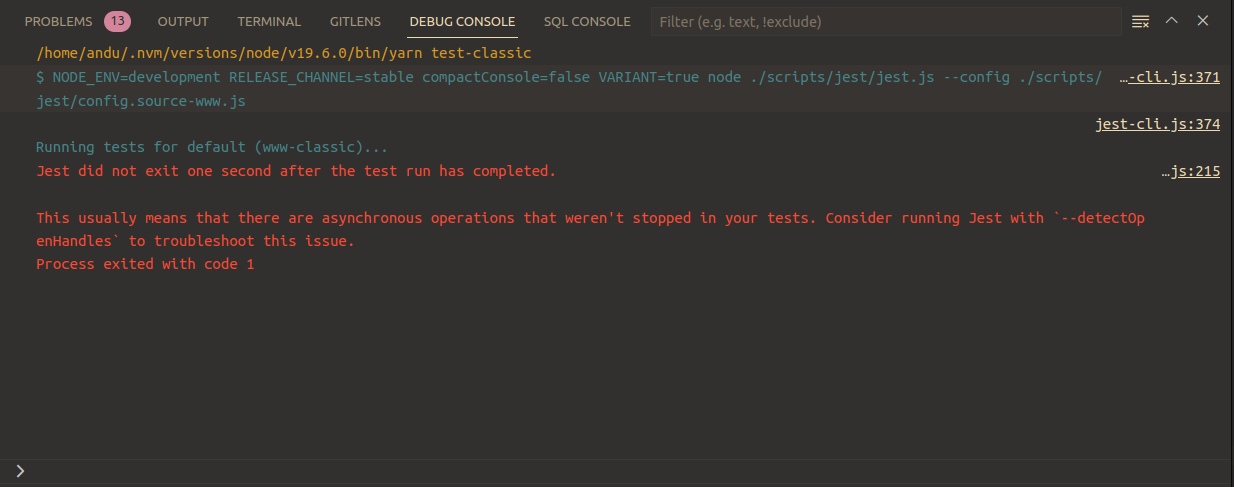 PROBLEMS 13 OUTPUT TERMINAL GITLENS DEBUG CONSOLE SQL CONSOLE Filter (e.g. text, !exclude)
/home/andu/.nvm/versions/node/v19.6.0/bin/yarn test-classic
$ NODE_ENV=development RELEASE_CHANNEL=stable compactConsole=false VARIANT=true node ./scripts/jest/jest.js --config ./scripts/ …-cli.js:371
jest/config.source-www.js
jest-cli.js:374
Running tests for default (www-classic)...
Jest did not exit one second after the test run has completed. …js:215
This usually means that there are asynchronous operations that weren't stopped in your tests. Consider running Jest with `--detectOp
enHandles` to troubleshoot this issue.
Process exited with code 1